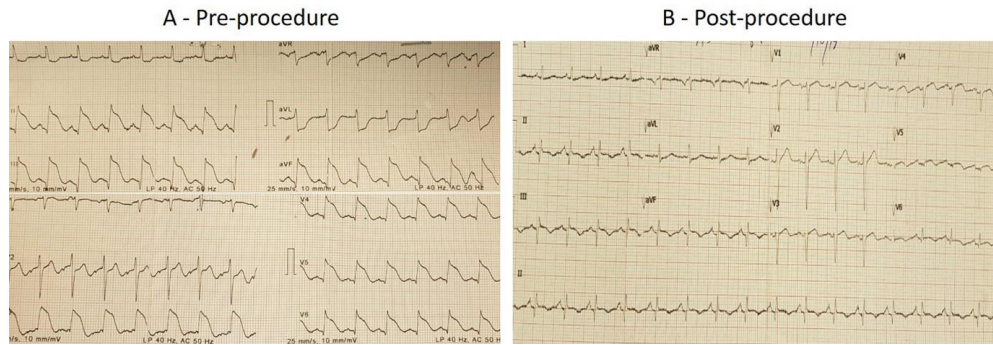 A - Pre-procedure
B - Post-procedure
aVR
II
aVL
III
aVF
mm/s, 10 mm/mV
LP 40 Hz, AC 50 Hz
25 mm/s, 10 mm/mV
LP 40 Hz, AC 50 Hz
V4
V2
V5
V6
m/s, 10 mm/mV
LP 40 Hz, AC 50 Hz
25 mm/s, 10 mm/mV
LP 40 Hz, AC 50 Hz
I
aVR
V1
V4
II
aVL
V2
V5
III
aVF
V3
V6
II